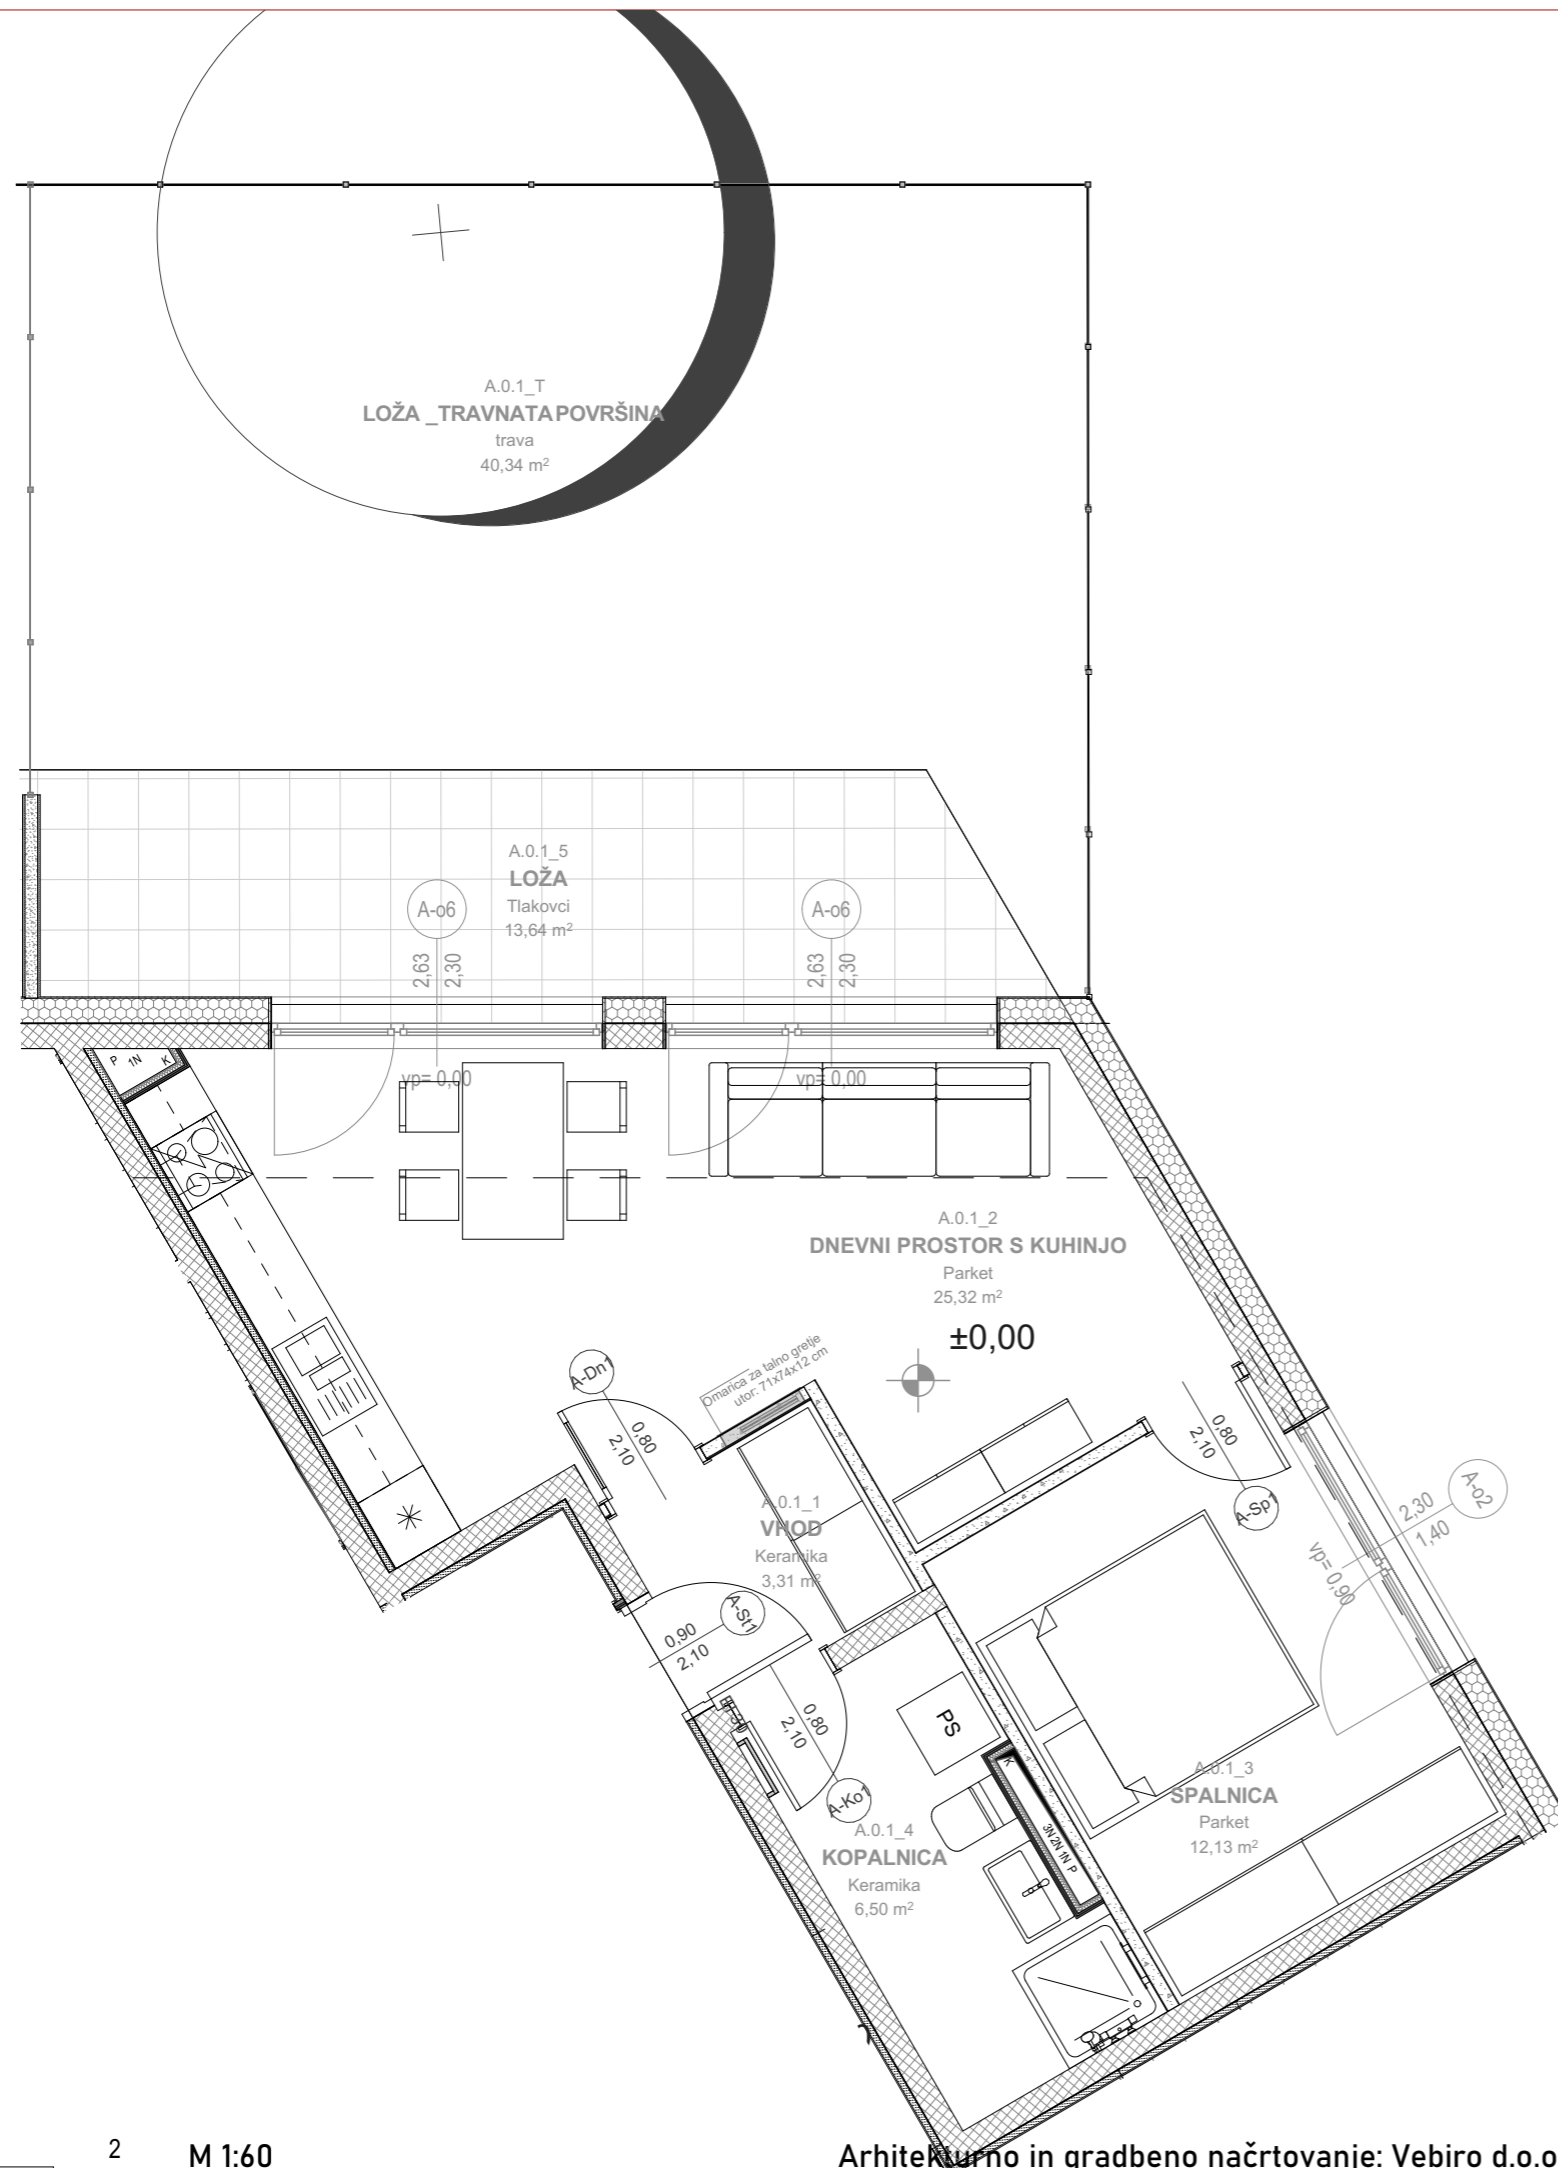 A.0.1_T
LOŽA _TRAVNATA POVRŠINA
trava
40,34 m²
A.0.1_5
LOŽA
Tlakovci
13,64 m²
A-o6
2,63
2,30
vp= 0,00
A-o6
2,63
2,30
vp= 0,00
P 1N K
A.0.1_2
DNEVNI PROSTOR S KUHINJO
Parket
25,32 m²
±0,00
Omarica za talno gretje
utor: 71x74x12 cm
A-Dn1
0,80
2,10
0,80
2,10
A-Sp1
A-o2
2,30
1,40
vp= 0,90
A.0.1_1
VHOD
Keramika
3,31 m²
A-St1
0,90
2,10
0,80
2,10
A-Ko1
PS
K
3N 2N 1N P
A.0.1_3
SPALNICA
Parket
12,13 m²
A.0.1_4
KOPALNICA
Keramika
6,50 m²
2
M 1:60
Arhitekturno in gradbeno načrtovanje: Vebiro d.o.o